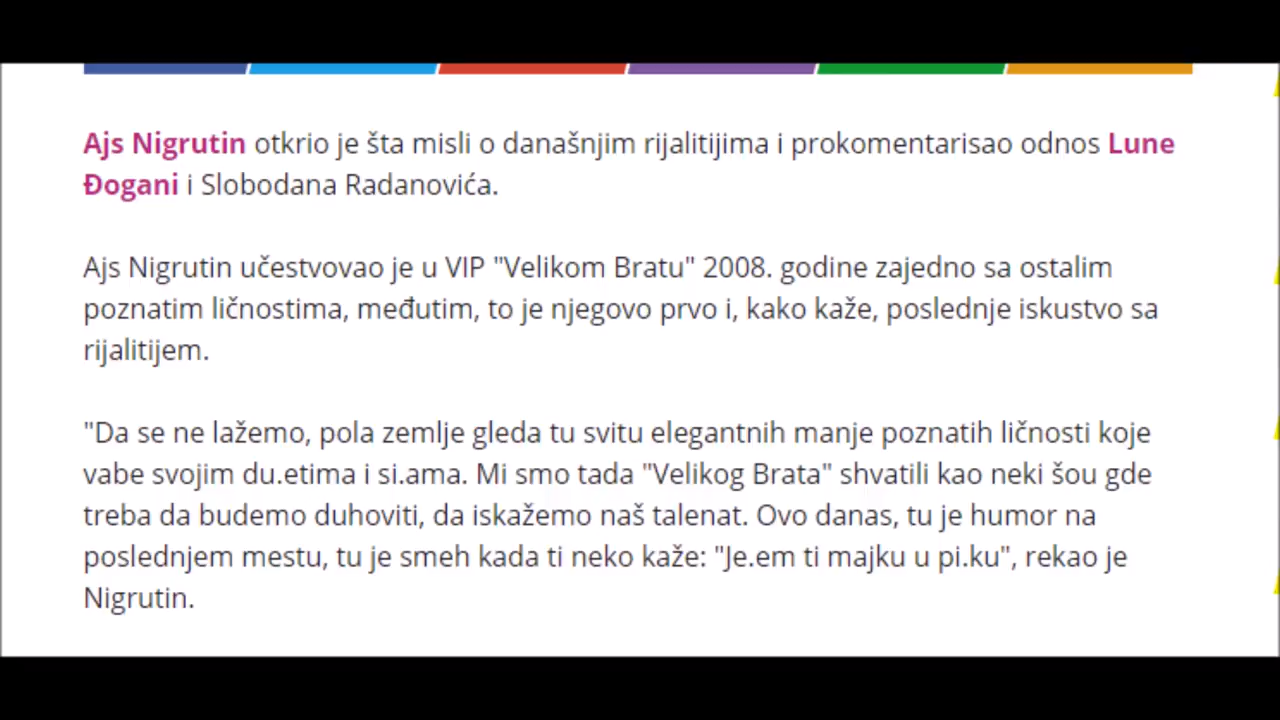 Ajs Nigrutin otkrio je šta misli o današnjim rijalitijima i prokomentarisao odnos Lune
Đogani i Slobodana Radanovića.
Ajs Nigrutin učestvovao je u VIP "Velikom Bratu" 2008. godine zajedno sa ostalim
poznatim ličnostima, međutim, to je njegovo prvo i, kako kaže, poslednje iskustvo sa
rijalitijem.
"Da se ne lažemo, pola zemlje gleda tu svitu elegantnih manje poznatih ličnosti koje
vabe svojim du.etima i si.ama. Mi smo tada "Velikog Brata" shvatili kao neki šou gde
treba da budemo duhoviti, da iskažemo naš talenat. Ovo danas, tu je humor na
poslednjem mestu, tu je smeh kada ti neko kaže: "Je.em ti majku u pi.ku", rekao je
Nigrutin.